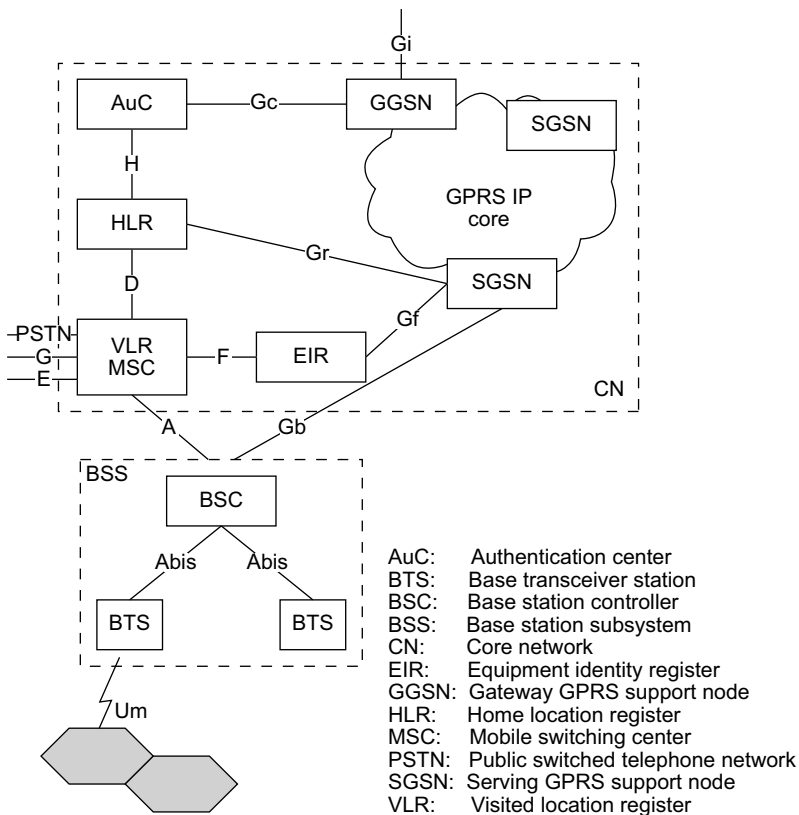 Gi
AuC
Gc
GGSN
SGSN
H
GPRS IP
core
HLR
Gr
SGSN
D
Gf
PSTN
G
E
VLR
MSC
F
EIR
CN
A
Gb
BSS
BSC
Abis
Abis
BTS
BTS
Um
AuC: Authentication center
BTS: Base transceiver station
BSC: Base station controller
BSS: Base station subsystem
CN: Core network
EIR: Equipment identity register
GGSN: Gateway GPRS support node
HLR: Home location register
MSC: Mobile switching center
PSTN: Public switched telephone network
SGSN: Serving GPRS support node
VLR: Visited location register